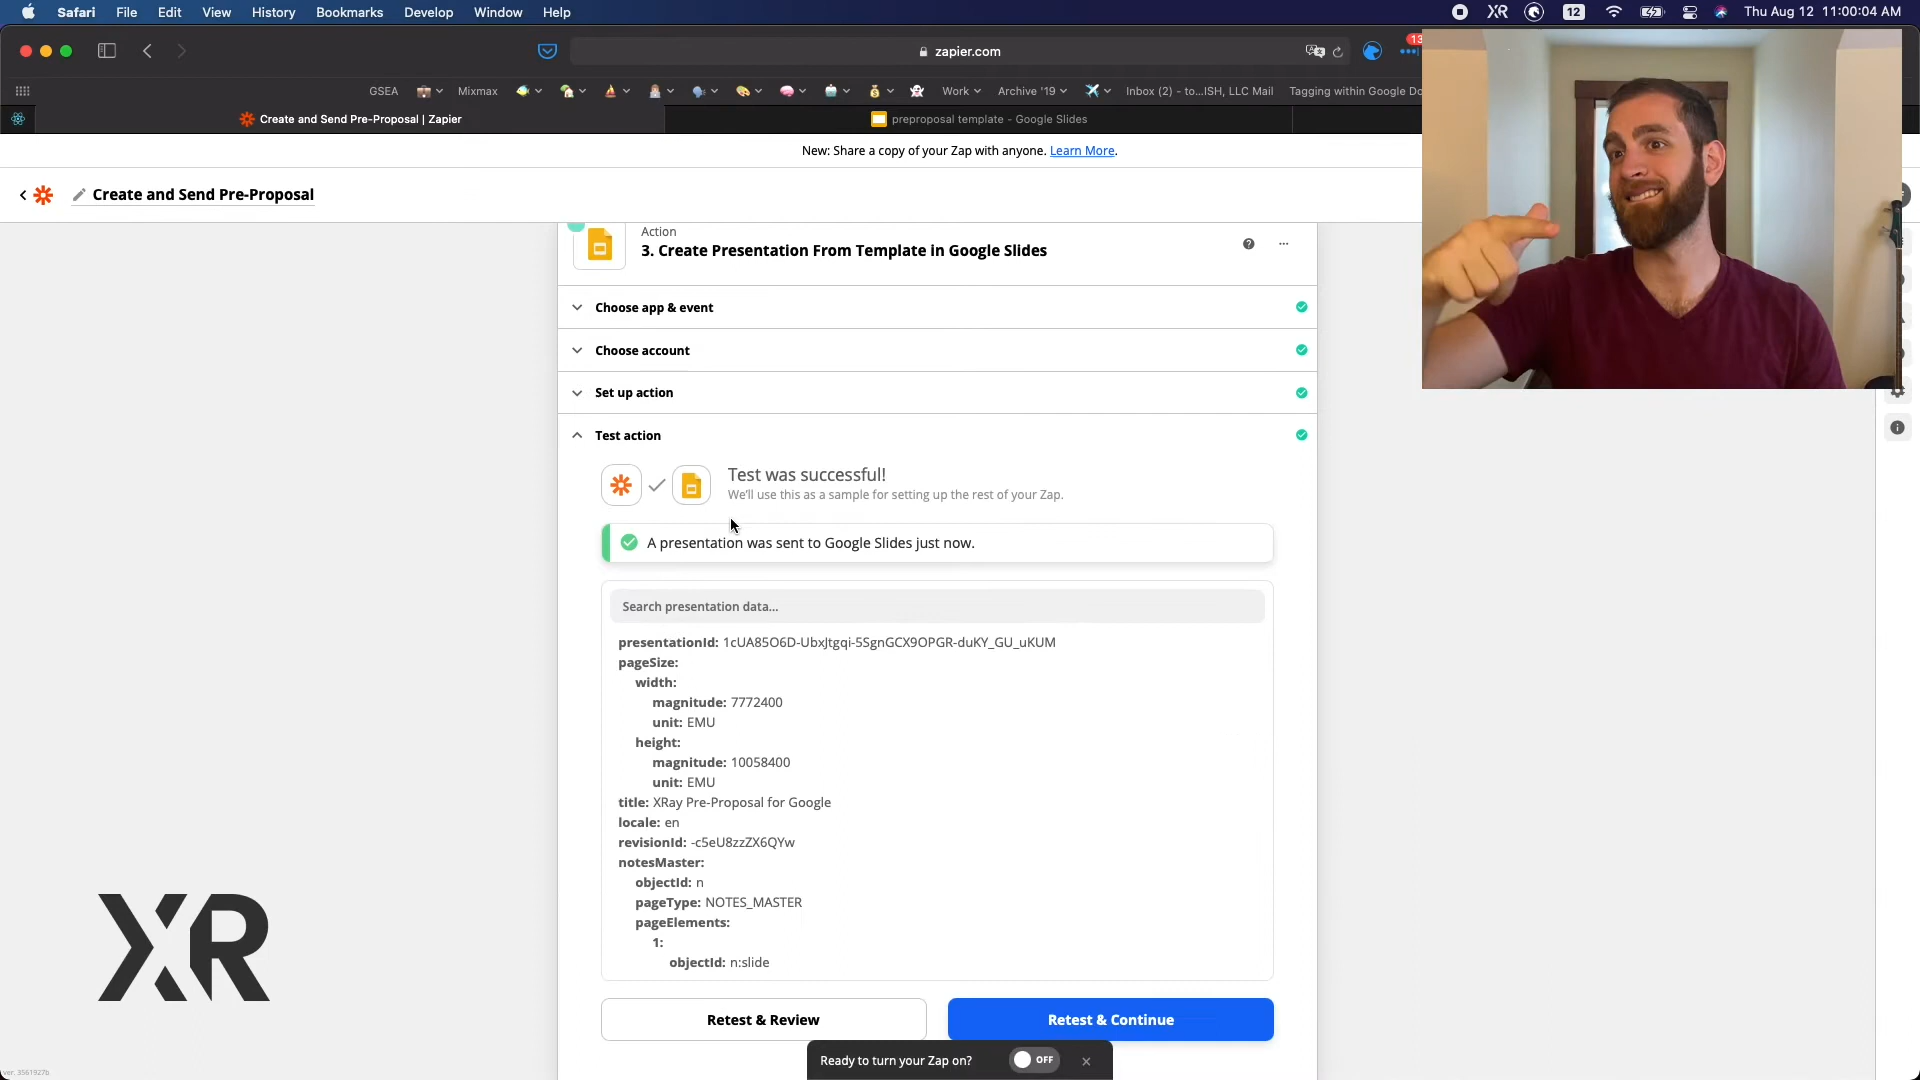 Safari File Edit View History Bookmarks Develop Window Help
XR 12 Thu Aug 12 11:00:04 AM
zapier.com
13
GSEA Mixmax Work Archive '19 Inbox (2) - to...ISH, LLC Mail Tagging within Google Do
Create and Send Pre-Proposal | Zapier
preproposal template - Google Slides
New: Share a copy of your Zap with anyone. Learn More.
Create and Send Pre-Proposal
Action
3. Create Presentation From Template in Google Slides
Choose app & event
Choose account
Set up action
Test action
Test was successful!
We'll use this as a sample for setting up the rest of your Zap.
A presentation was sent to Google Slides just now.
Search presentation data...
presentationId: 1cUA85O6D-UbxJtgqi-5SgnGCX9OPGR-duKY_GU_uKUM
pageSize:
width:
magnitude: 7772400
unit: EMU
height:
magnitude: 10058400
unit: EMU
title: XRay Pre-Proposal for Google
locale: en
revisionId: -c5eU8zzZX6QYw
notesMaster:
objectId: n
pageType: NOTES_MASTER
pageElements:
1:
objectId: n:slide
XR
Retest & Review
Retest & Continue
Ready to turn your Zap on? OFF
ver. 3561927b